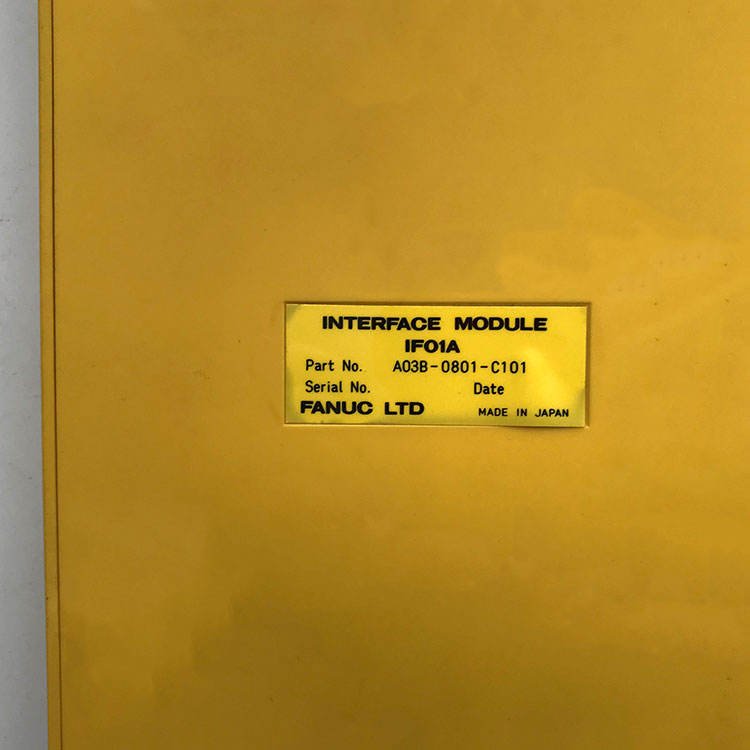 INTERFACE MODULE
IF01A
Part No. A03B-0801-C101
Serial No. Date
FANUC LTD MADE IN JAPAN